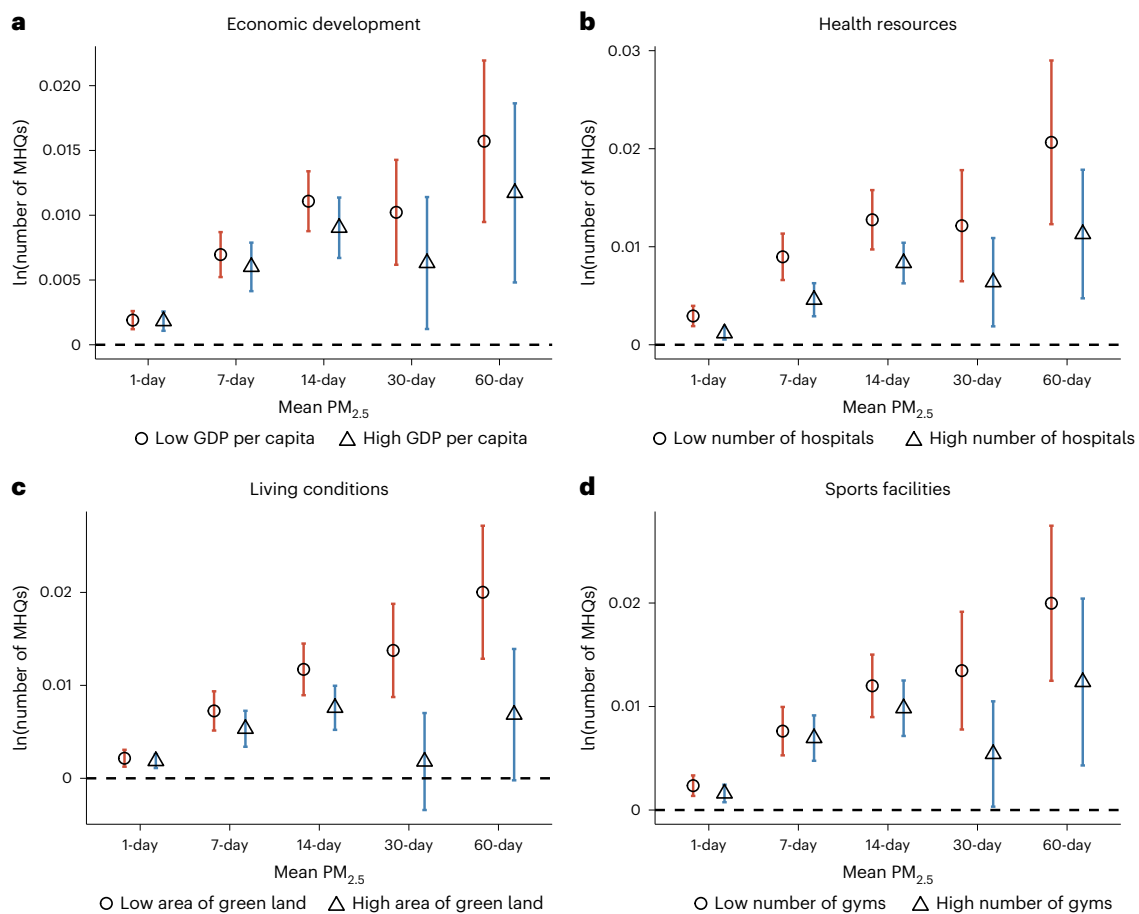 a
Economic development
ln(number of MHQs)
0.020
0.015
0.010
0.005
0
1-day 7-day 14-day 30-day 60-day
Mean PM2.5
Low GDP per capita High GDP per capita
b
Health resources
ln(number of MHQs)
0.03
0.02
0.01
0
1-day 7-day 14-day 30-day 60-day
Mean PM2.5
Low number of hospitals High number of hospitals
c
Living conditions
ln(number of MHQs)
0.02
0.01
0
1-day 7-day 14-day 30-day 60-day
Mean PM2.5
Low area of green land High area of green land
d
Sports facilities
ln(number of MHQs)
0.02
0.01
0
1-day 7-day 14-day 30-day 60-day
Mean PM2.5
Low number of gyms High number of gyms